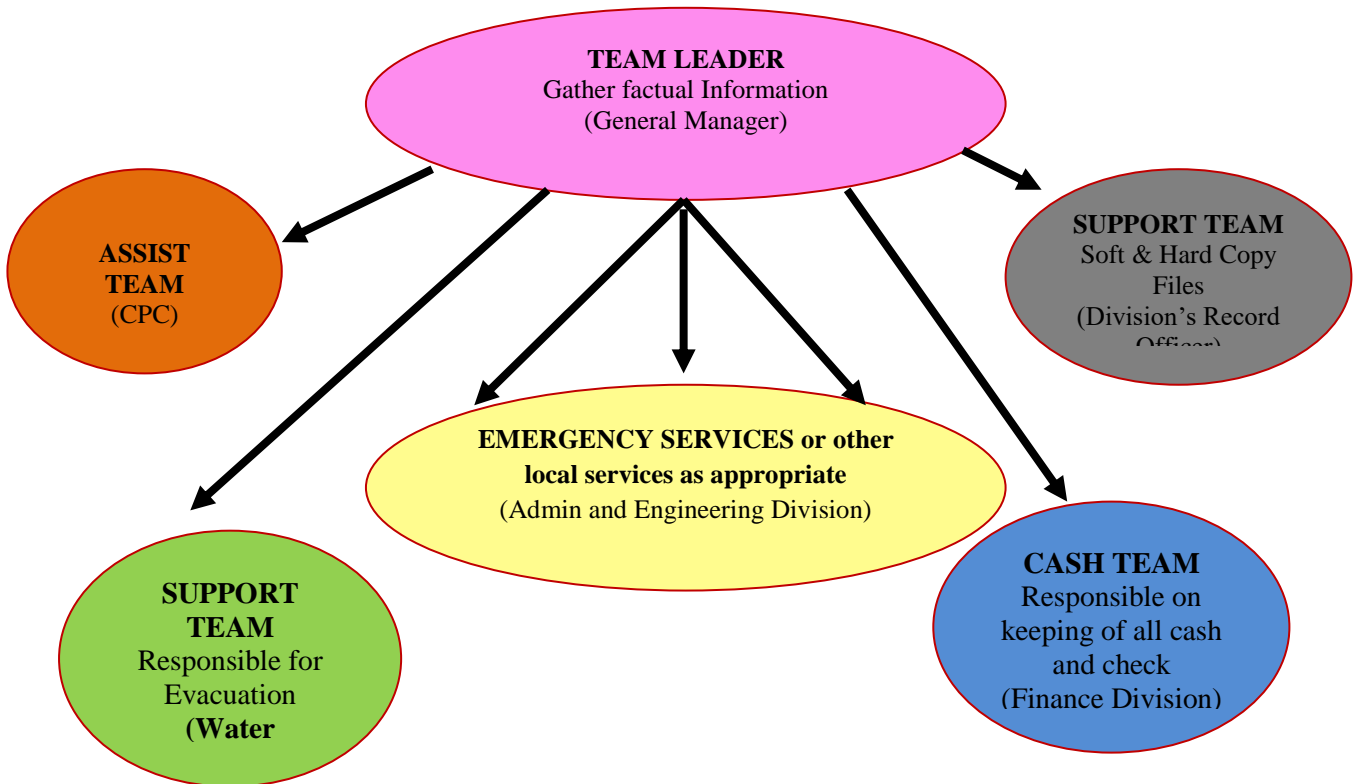 TEAM LEADER
Gather factual Information
(General Manager)
ASSIST
TEAM
(CPC)
SUPPORT TEAM
Soft & Hard Copy
Files
(Division’s Record
Officer)
EMERGENCY SERVICES or other
local services as appropriate
(Admin and Engineering Division)
SUPPORT
TEAM
Responsible for
Evacuation
(Water
CASH TEAM
Responsible on
keeping of all cash
and check
(Finance Division)